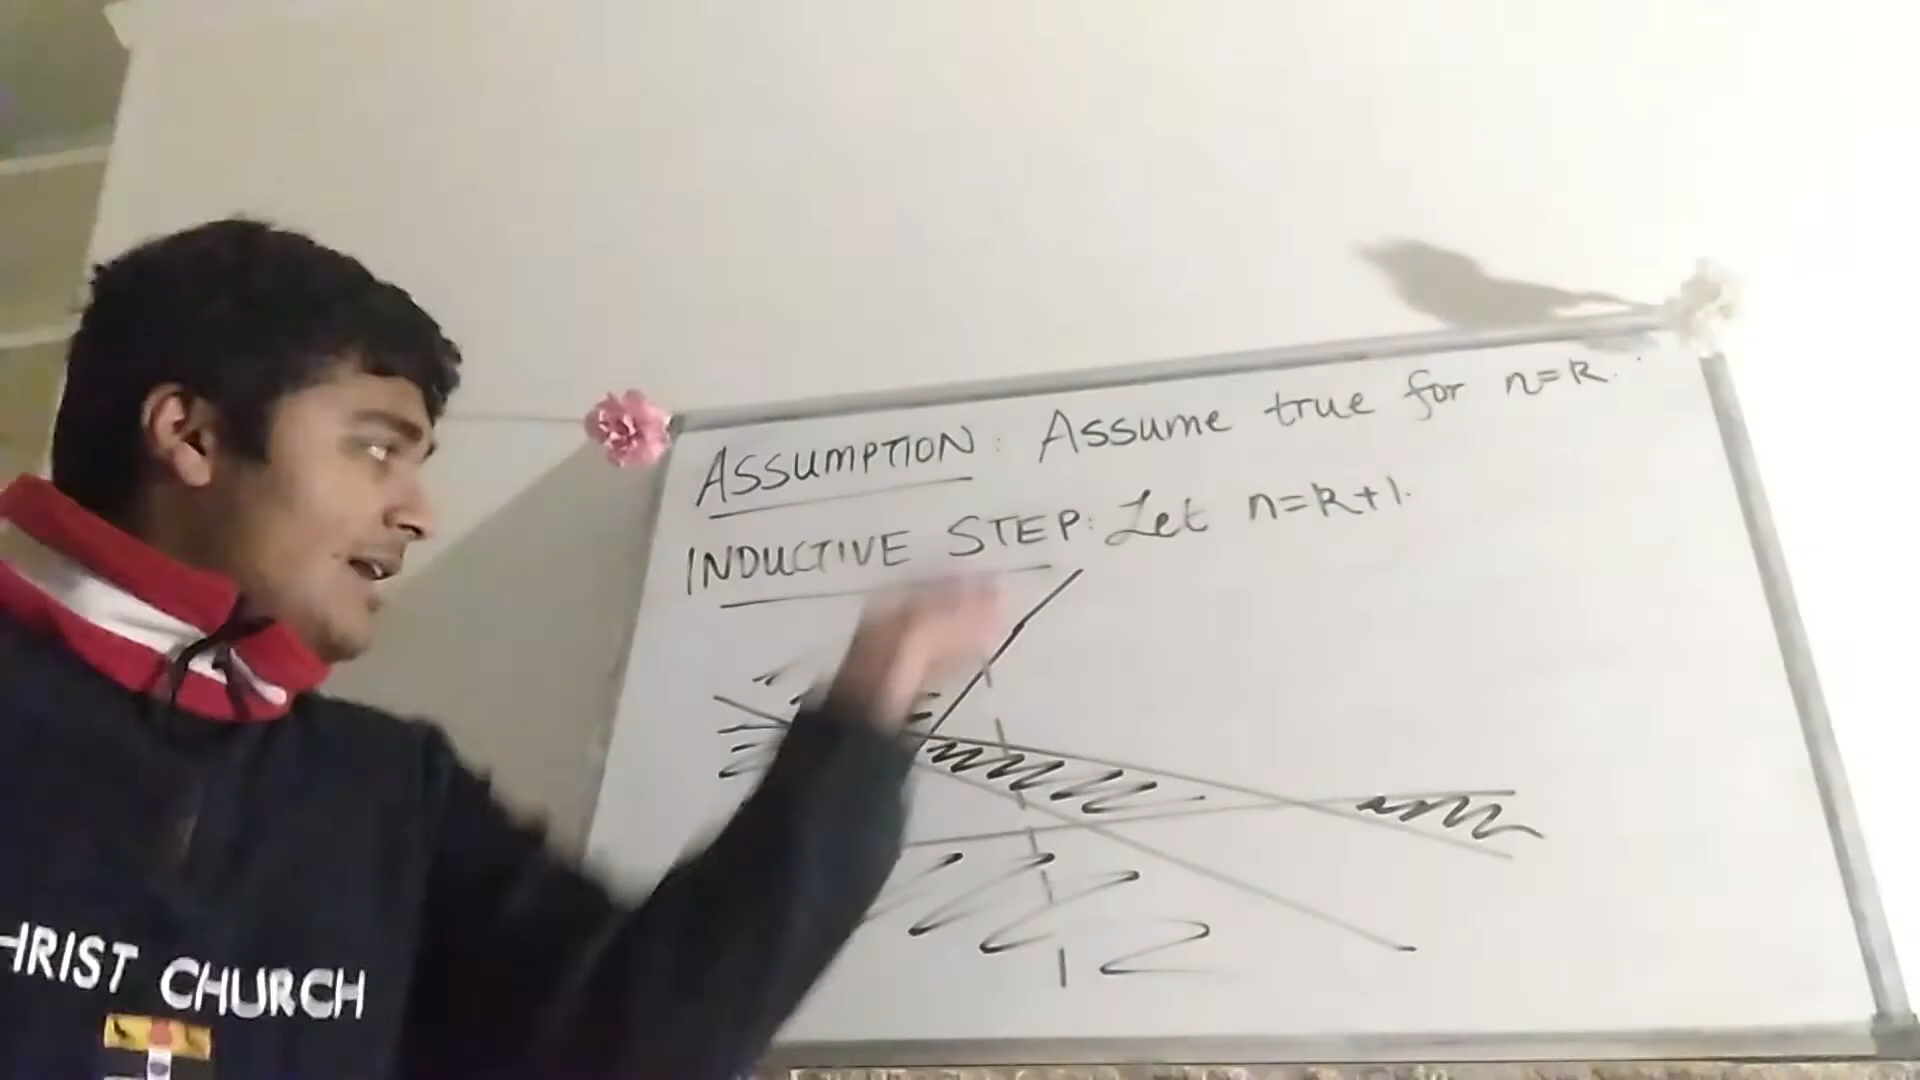 ASSUMPTION: Assume true for n=k.
INDUCTIVE STEP: Let n=k+1.
HRIST CHURCH